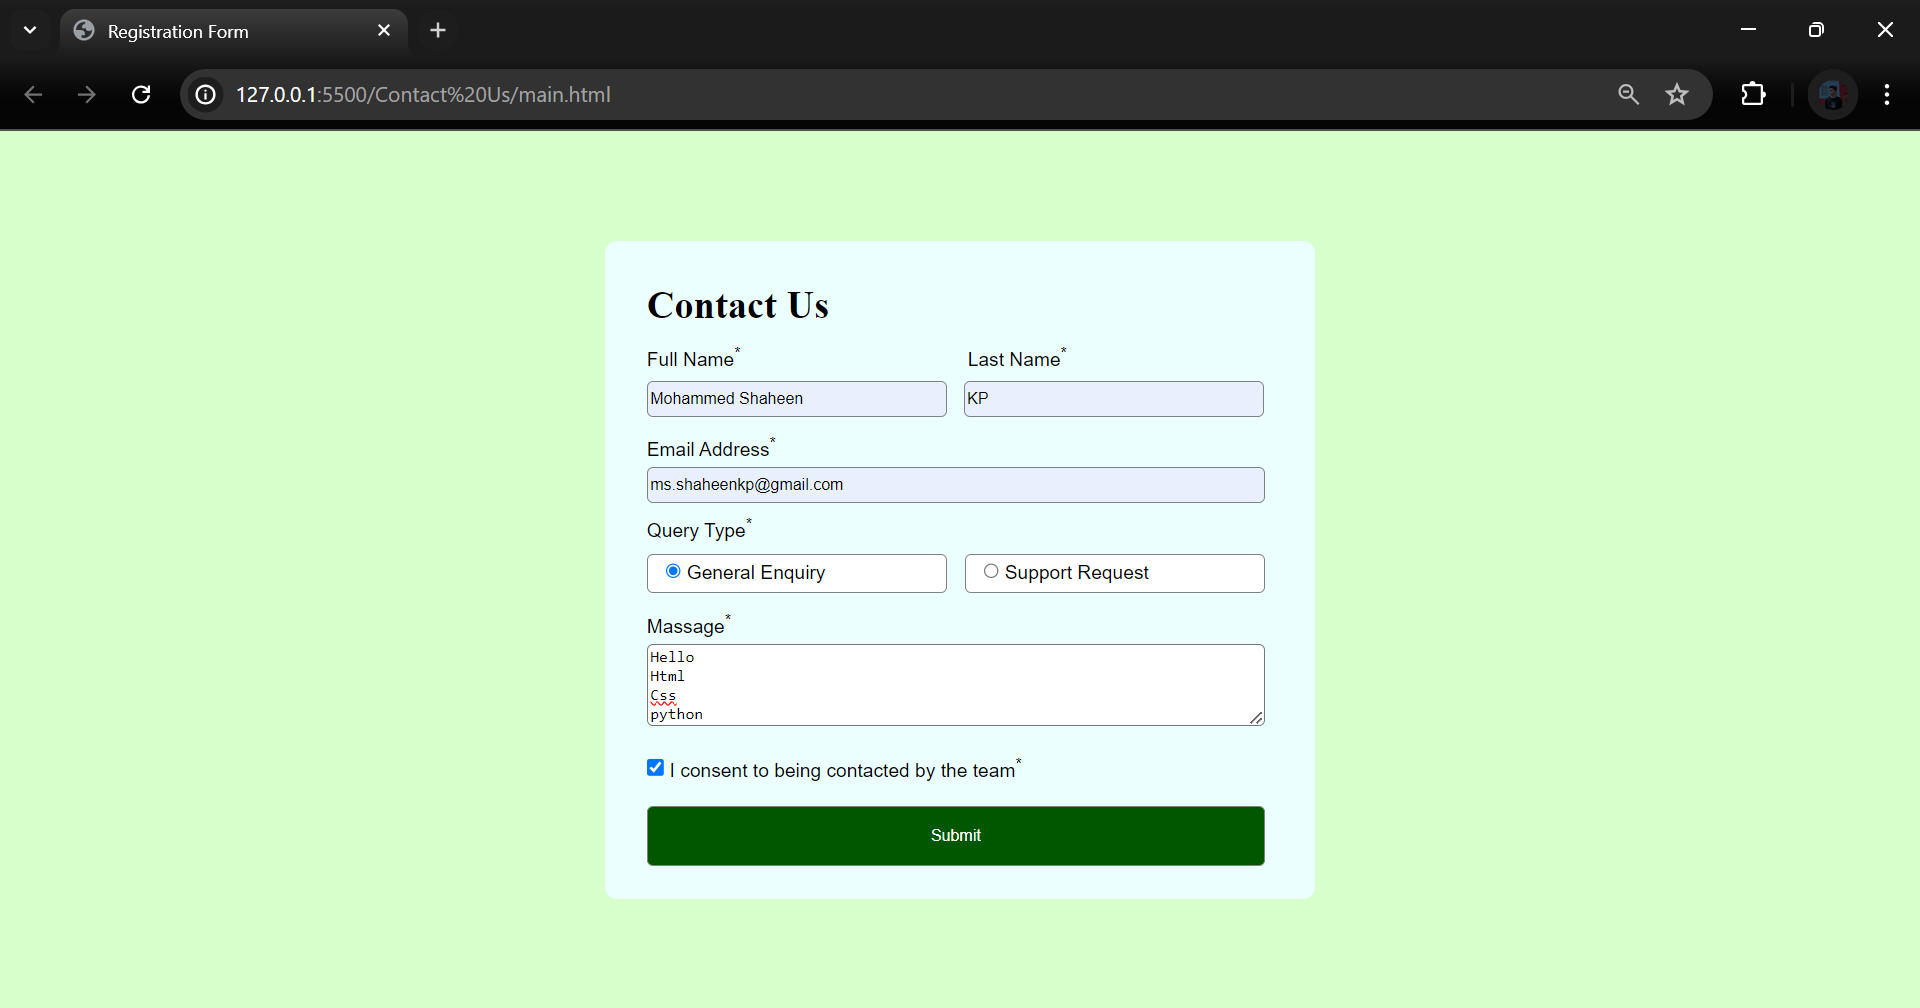 Registration Form
127.0.0.1:5500/Contact%20Us/main.html
Contact Us
Full Name* Last Name*
Mohammed Shaheen KP
Email Address*
ms.shaheenkp@gmail.com
Query Type*
General Enquiry Support Request
Massage*
Hello
Html
Css
python
I consent to being contacted by the team*
Submit